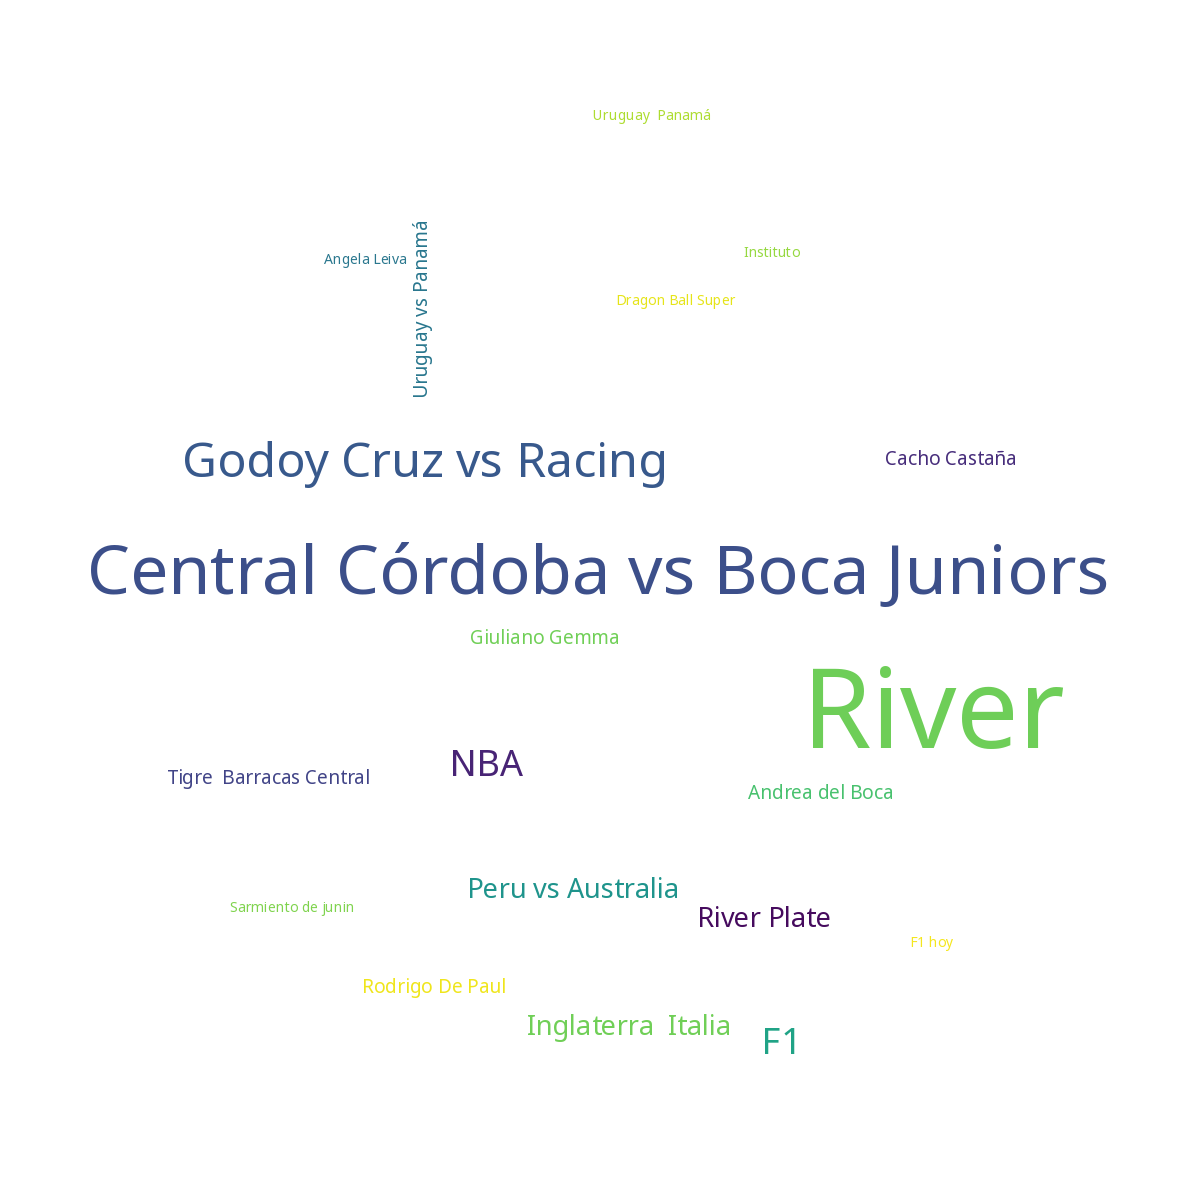 Uruguay  Panamá
Uruguay vs Panamá
Angela Leiva
Instituto
Dragon Ball Super
Godoy Cruz vs Racing
Cacho Castaña
Central Córdoba vs Boca Juniors
Giuliano Gemma
River
NBA
Tigre  Barracas Central
Andrea del Boca
Peru vs Australia
Sarmiento de junin
River Plate
F1 hoy
Rodrigo De Paul
Inglaterra  Italia
F1